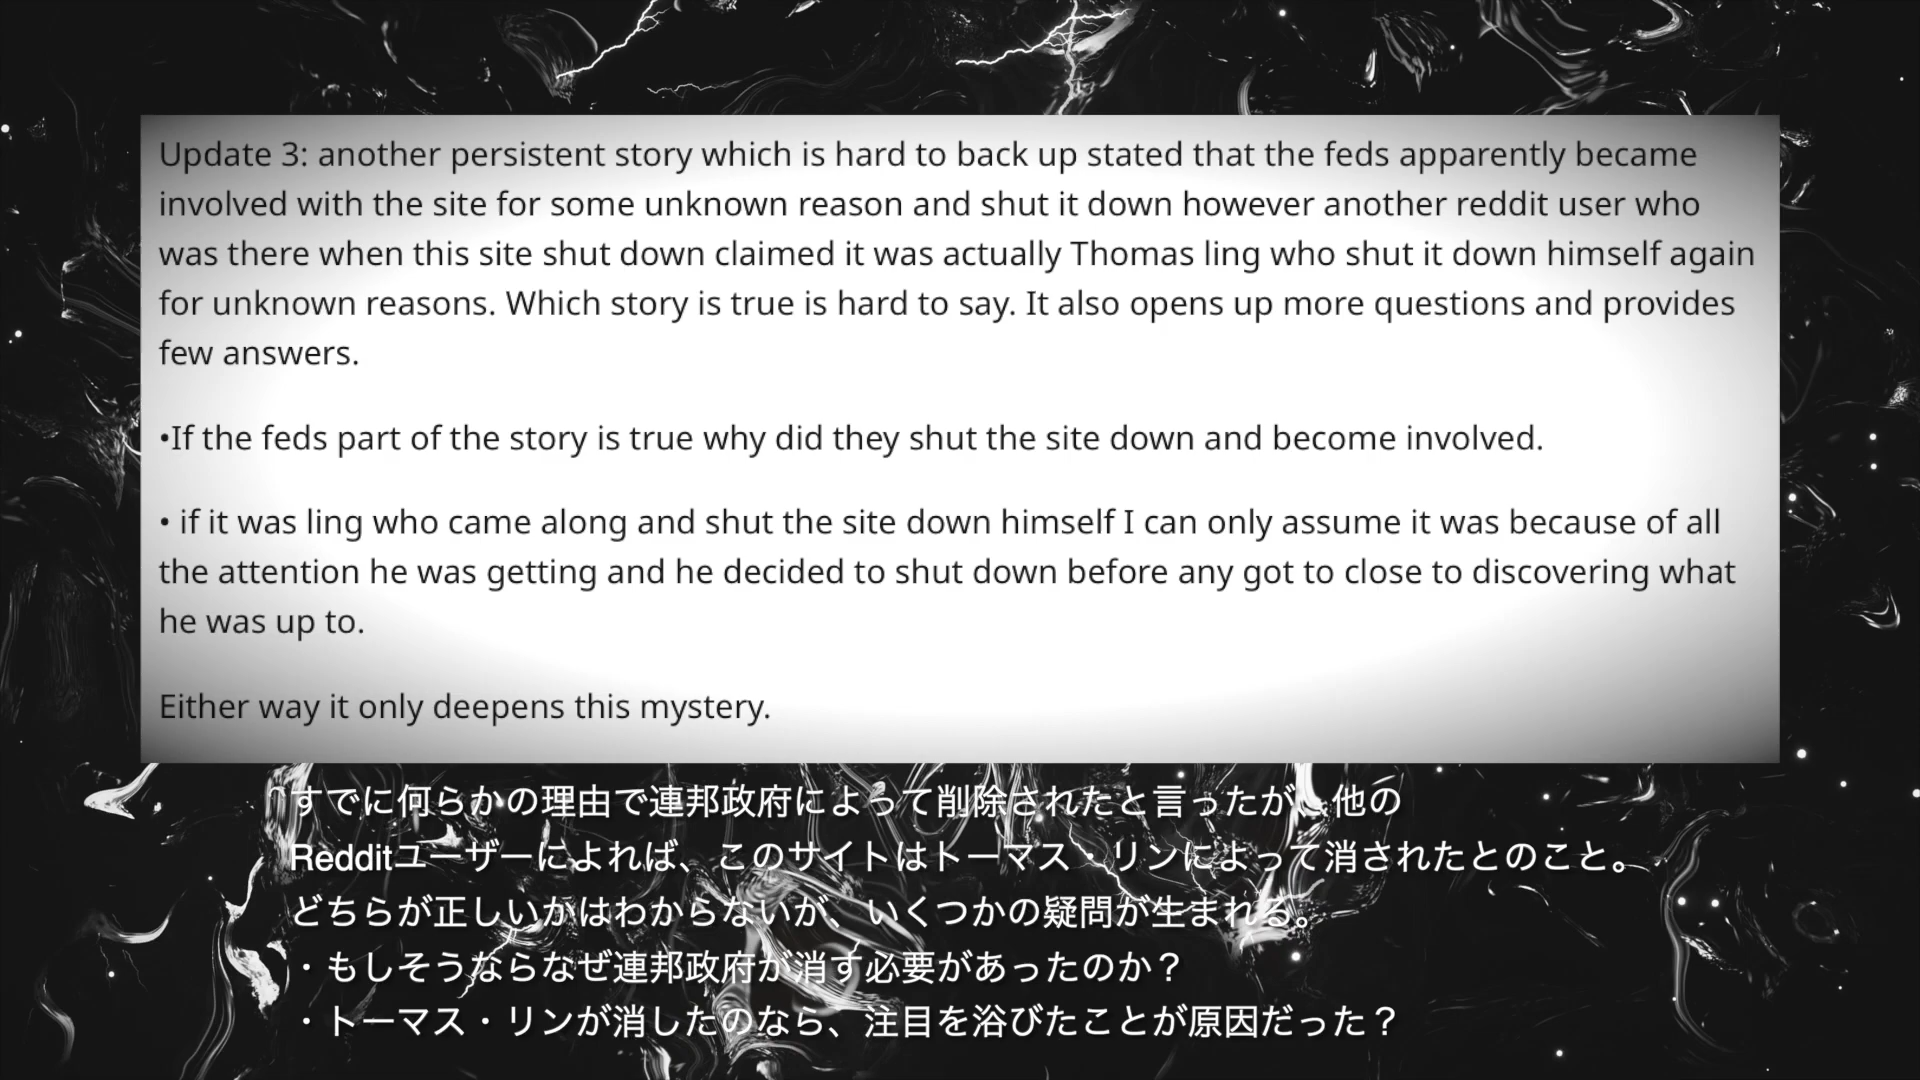 Update 3: another persistent story which is hard to back up stated that the feds apparently became
involved with the site for some unknown reason and shut it down however another reddit user who
was there when this site shut down claimed it was actually Thomas ling who shut it down himself again
for unknown reasons. Which story is true is hard to say. It also opens up more questions and provides
few answers.
•If the feds part of the story is true why did they shut the site down and become involved.
• if it was ling who came along and shut the site down himself I can only assume it was because of all
the attention he was getting and he decided to shut down before any got to close to discovering what
he was up to.
Either way it only deepens this mystery.
すでに何らかの理由で連邦政府によって削除されたと言ったが、他の
Redditユーザーによれば、このサイトはトーマス・リンによって消されたとのこと。
どちらが正しいかはわからないが、いくつかの疑問が生まれる。
・もしそうならなぜ連邦政府が消す必要があったのか？
・トーマス・リンが消したのなら、注目を浴びたことが原因だった？